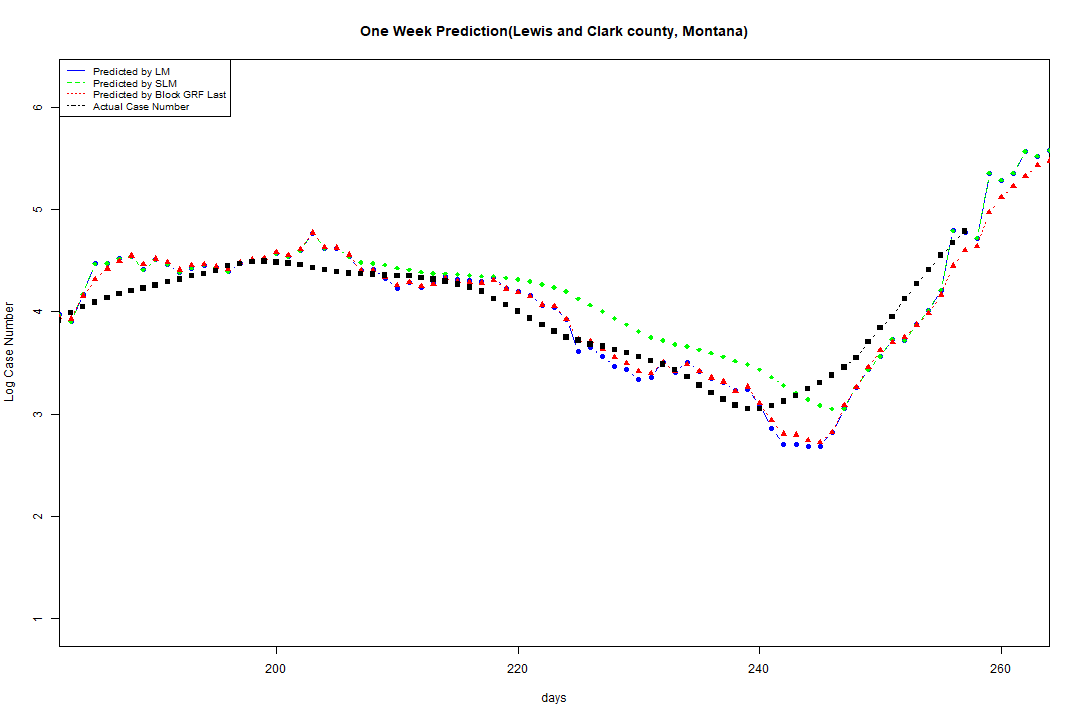 One Week Prediction(Lewis and Clark county, Montana)
Predicted by LM
Predicted by SLM
Predicted by Block GRF Last
Actual Case Number
6
5
4
3
2
1
Log Case Number
200
220
240
260
days